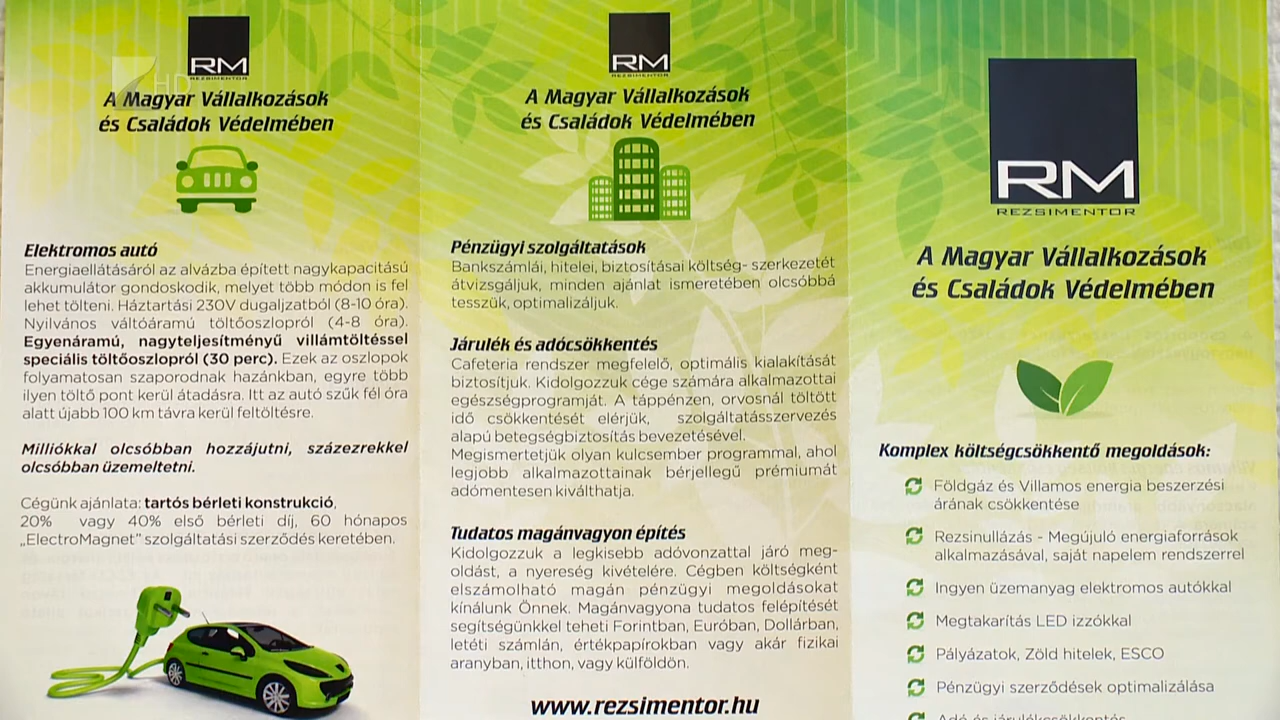 RM
REZSIMENTOR
A Magyar Vállalkozások
és Családok Védelmében
Elektromos autó
Energiaellátásáról az alvázba épített nagykapacitású
akkumulátor gondoskodik, melyet több módon is fel
lehet tölteni. Háztartási 230V dugaljzatból (8-10 óra).
Nyilvános váltóáramú töltőoszlopról (4-8 óra).
Egyenáramú, nagyteljesítményű villámtöltéssel
speciális töltőoszlopról (30 perc). Ezek az oszlopok
folyamatosan szaporodnak hazánkban, egyre több
ilyen töltő pont kerül átadásra. Itt az autó szűk fél óra
alatt újabb 100 km távra kerül feltöltésre.
Milliókkal olcsóbban hozzájutni, százezrekkel
olcsóbban üzemeltetni.
Cégünk ajánlata: tartós bérleti konstrukció,
20% vagy 40% első bérleti díj, 60 hónapos
„ElectroMagnet" szolgáltatási szerződés keretében.
RM
REZSIMENTOR
A Magyar Vállalkozások
és Családok Védelmében
Pénzügyi szolgáltatások
Bankszámlái, hitelei, biztosításai költség- szerkezetét
átvizsgáljuk, minden ajánlat ismeretében olcsóbbá
tesszük, optimalizáljuk.
Járulék és adócsökkentés
Cafeteria rendszer megfelelő, optimális kialakítását
biztosítjuk. Kidolgozzuk cége számára alkalmazottai
egészségprogramját. A táppénzen, orvosnál töltött
idő csökkentését elérjük, szolgáltatásszervezés
alapú betegségbiztosítás bevezetésével.
Megismertetjük olyan kulcsember programmal, ahol
legjobb alkalmazottainak bérjellegű prémiumát
adómentesen kiválthatja.
Tudatos magánvagyon építés
Kidolgozzuk a legkisebb adóvonzattal járó meg-
oldást, a nyereség kivételére. Cégben költségként
elszámolható magán pénzügyi megoldásokat
kínálunk Önnek. Magánvagyona tudatos felépítését
segítségünkkel teheti Forintban, Euróban, Dollárban,
letéti számlán, értékpapírokban vagy akár fizikai
aranyban, itthon, vagy külföldön.
www.rezsimentor.hu
RM
REZSIMENTOR
A Magyar Vállalkozások
és Családok Védelmében
Komplex költségcsökkentő megoldások:
Földgáz és Villamos energia beszerzési
árának csökkentése
Rezsinullázás - Megújuló energiaforrások
alkalmazásával, saját napelem rendszerrel
Ingyen üzemanyag elektromos autókkal
Megtakarítás LED izzókkal
Pályázatok, Zöld hitelek, ESCO
Pénzügyi szerződések optimalizálása
Adó és járulékcsökkentés
HD